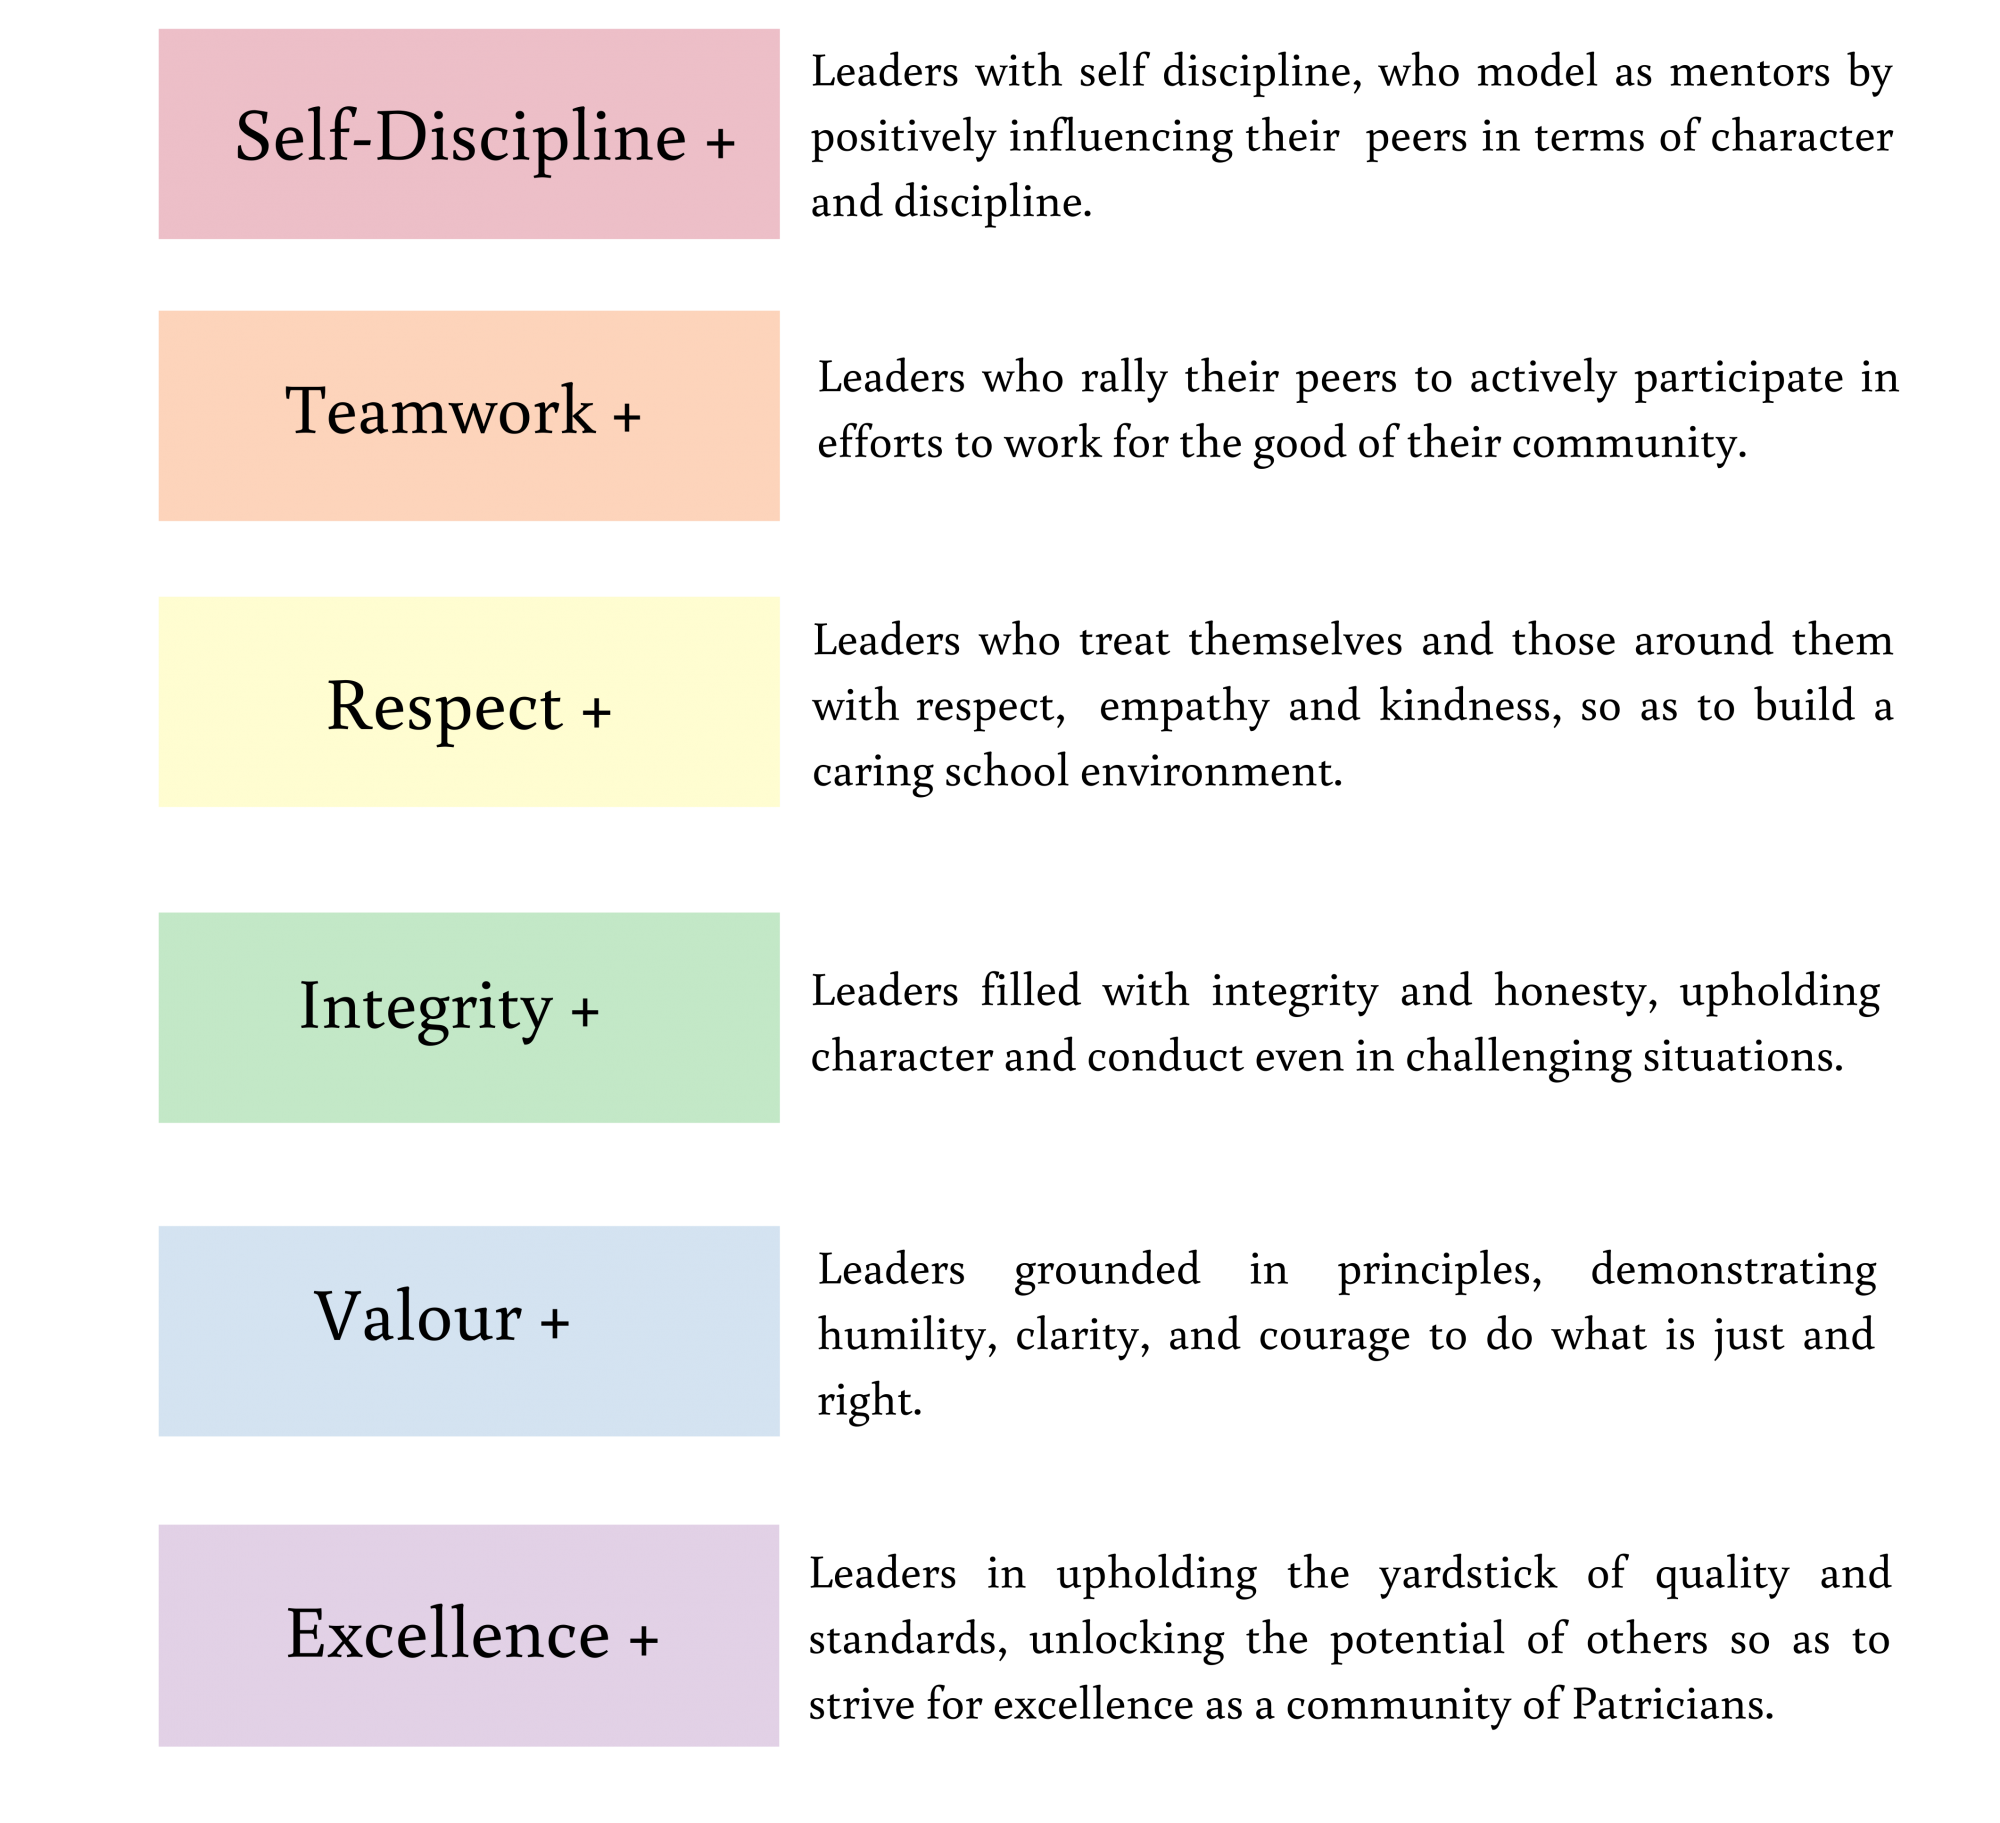 Self-Discipline +
Leaders with self discipline, who model as mentors by
positively influencing their peers in terms of character
and discipline.
Teamwork +
Leaders who rally their peers to actively participate in
efforts to work for the good of their community.
Respect +
Leaders who treat themselves and those around them
with respect, empathy and kindness, so as to build a
caring school environment.
Integrity +
Leaders filled with integrity and honesty, upholding
character and conduct even in challenging situations.
Valour +
Leaders grounded in principles, demonstrating
humility, clarity, and courage to do what is just and
right.
Excellence +
Leaders in upholding the yardstick of quality and
standards, unlocking the potential of others so as to
strive for excellence as a community of Patricians.